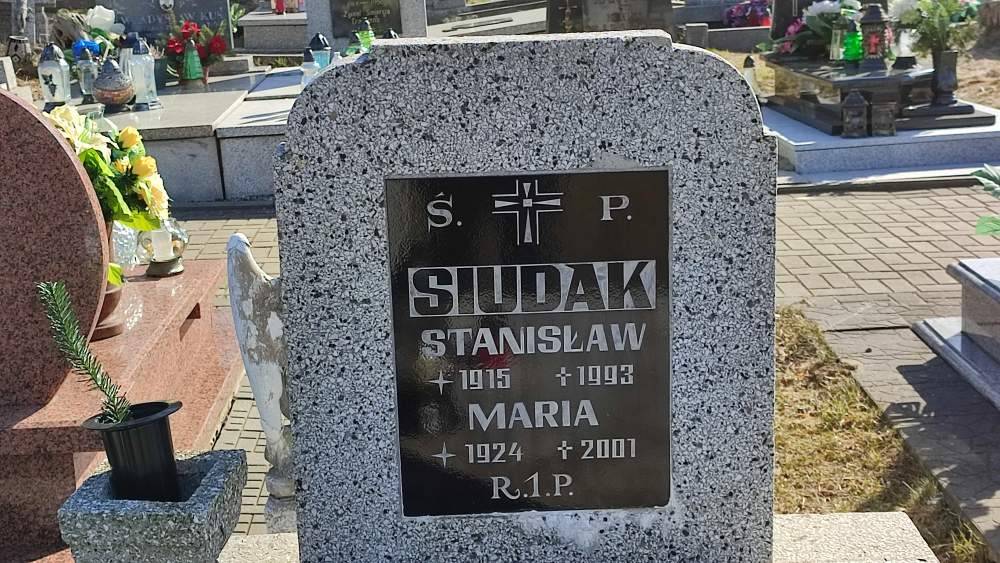 Ś. P.
SIUDAK
STANISŁAW
1915 1993
MARIA
1924 2001
R.I.P.